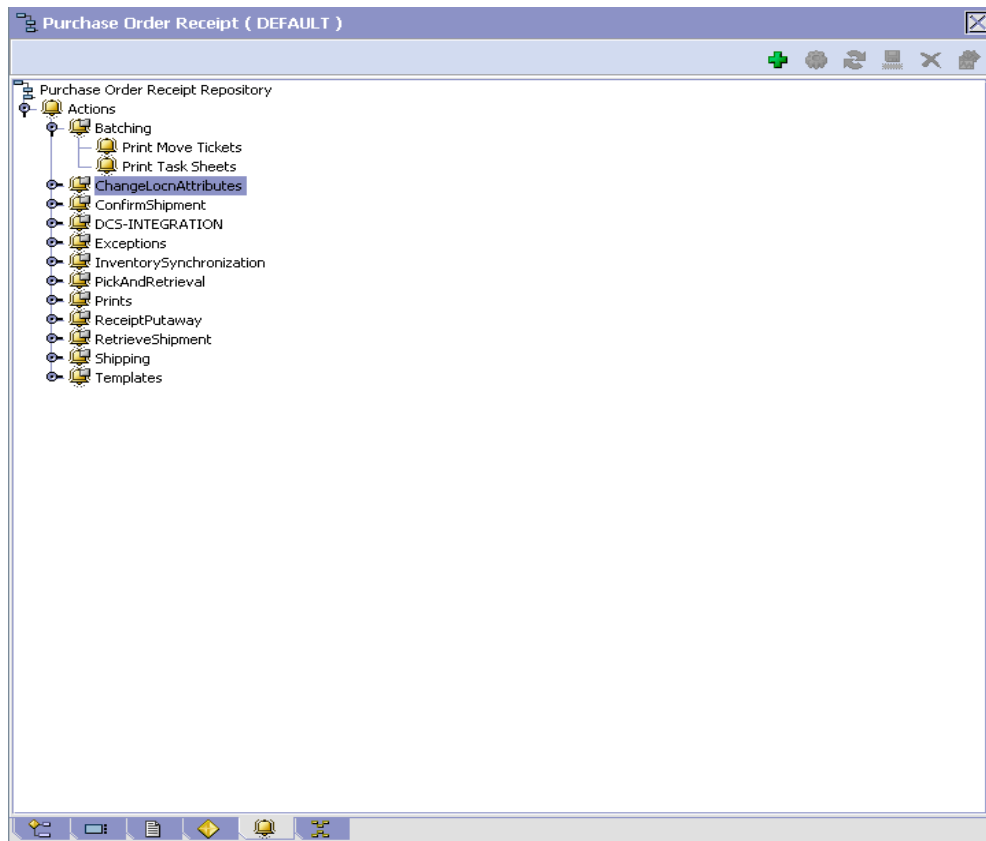 Purchase Order Receipt ( DEFAULT )
Purchase Order Receipt Repository
Actions
Batching
Print Move Tickets
Print Task Sheets
ChangeLocnAttributes
ConfirmShipment
DCS-INTEGRATION
Exceptions
InventorySynchronization
PickAndRetrieval
Prints
ReceiptPutaway
RetrieveShipment
Shipping
Templates